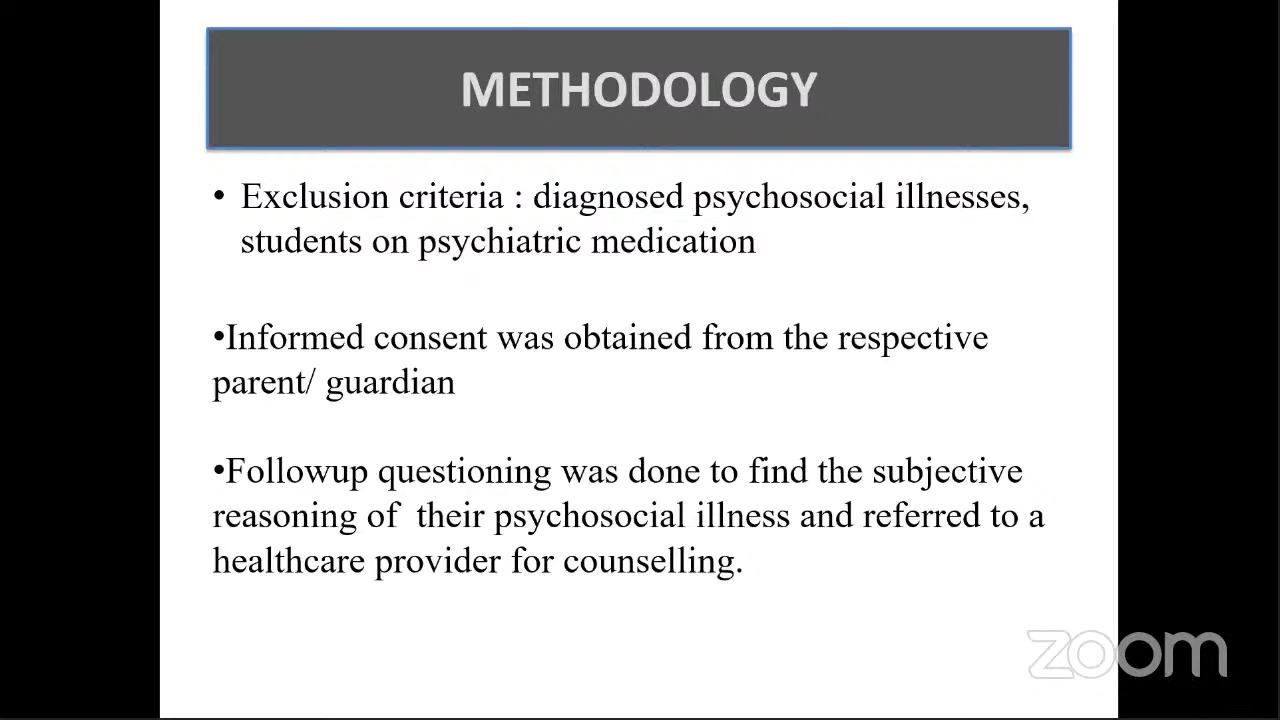 METHODOLOGY
• Exclusion criteria : diagnosed psychosocial illnesses,
students on psychiatric medication
•Informed consent was obtained from the respective
parent/ guardian
•Followup questioning was done to find the subjective
reasoning of  their psychosocial illness and referred to a
healthcare provider for counselling.
zoom